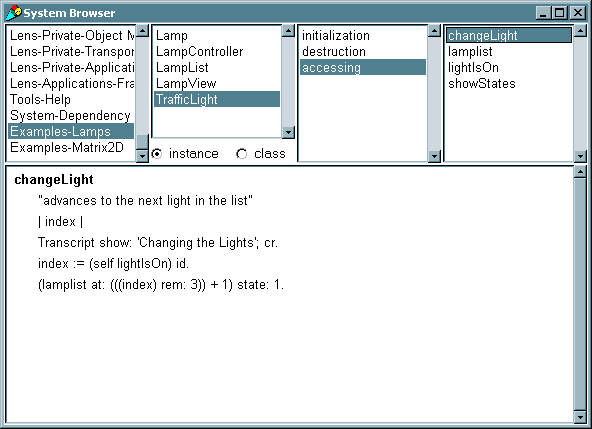 System Browser
Lens-Private-Object M
Lens-Private-Transpor
Lens-Private-Applicati
Lens-Applications-Fra
Tools-Help
System-Dependency
Examples-Lamps
Examples-Matrix2D
Lamp
LampController
LampList
LampView
TrafficLight
instance
class
initialization
destruction
accessing
changeLight
lamplist
lightIsOn
showStates
changeLight
"advances to the next light in the list"
| index |
Transcript show: 'Changing the Lights'; cr.
index := (self lightIsOn) id.
(lamplist at: (((index) rem: 3)) + 1) state: 1.